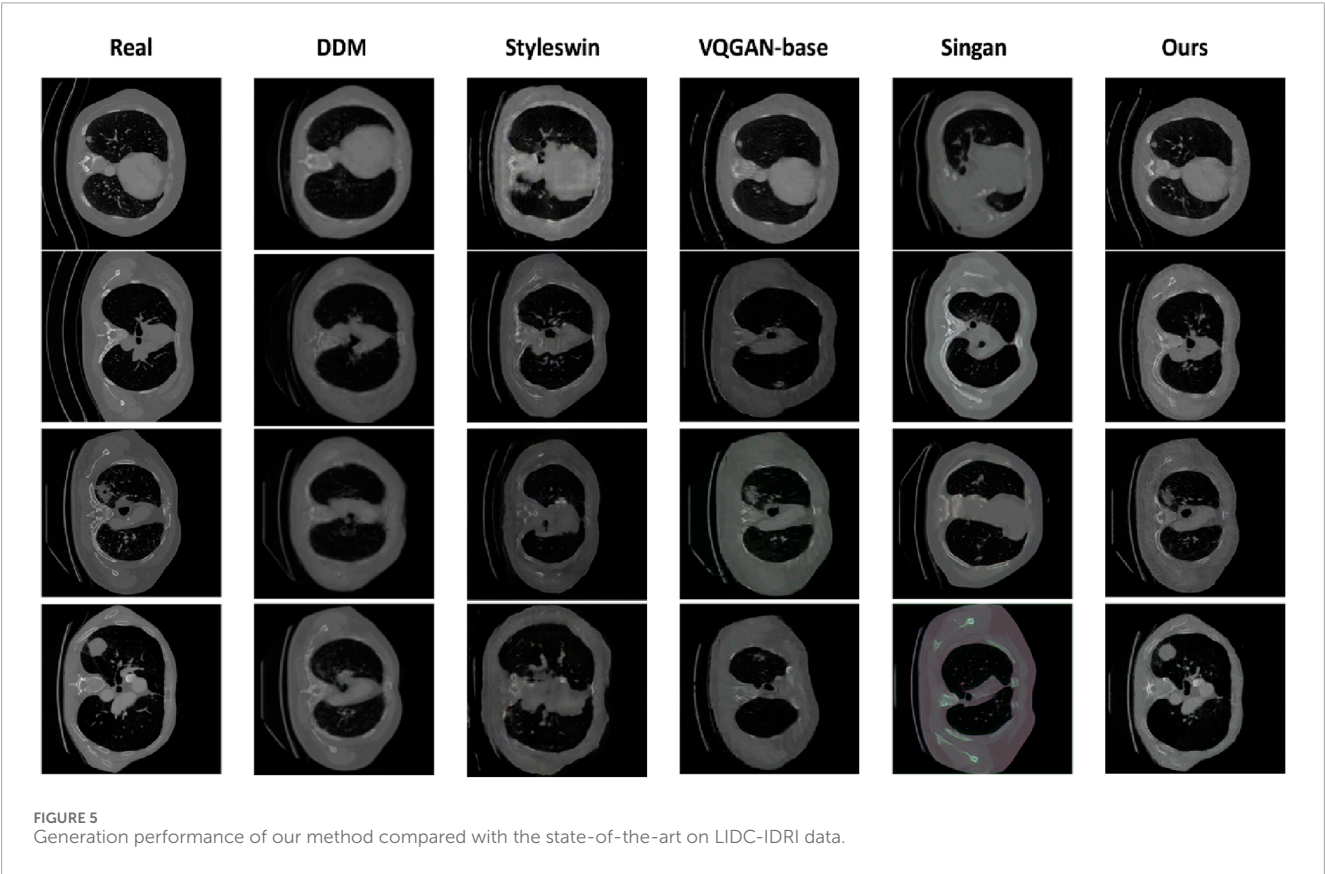 Real DDM Styleswin VQGAN-base Singan Ours
FIGURE 5
Generation performance of our method compared with the state-of-the-art on LIDC-IDRI data.